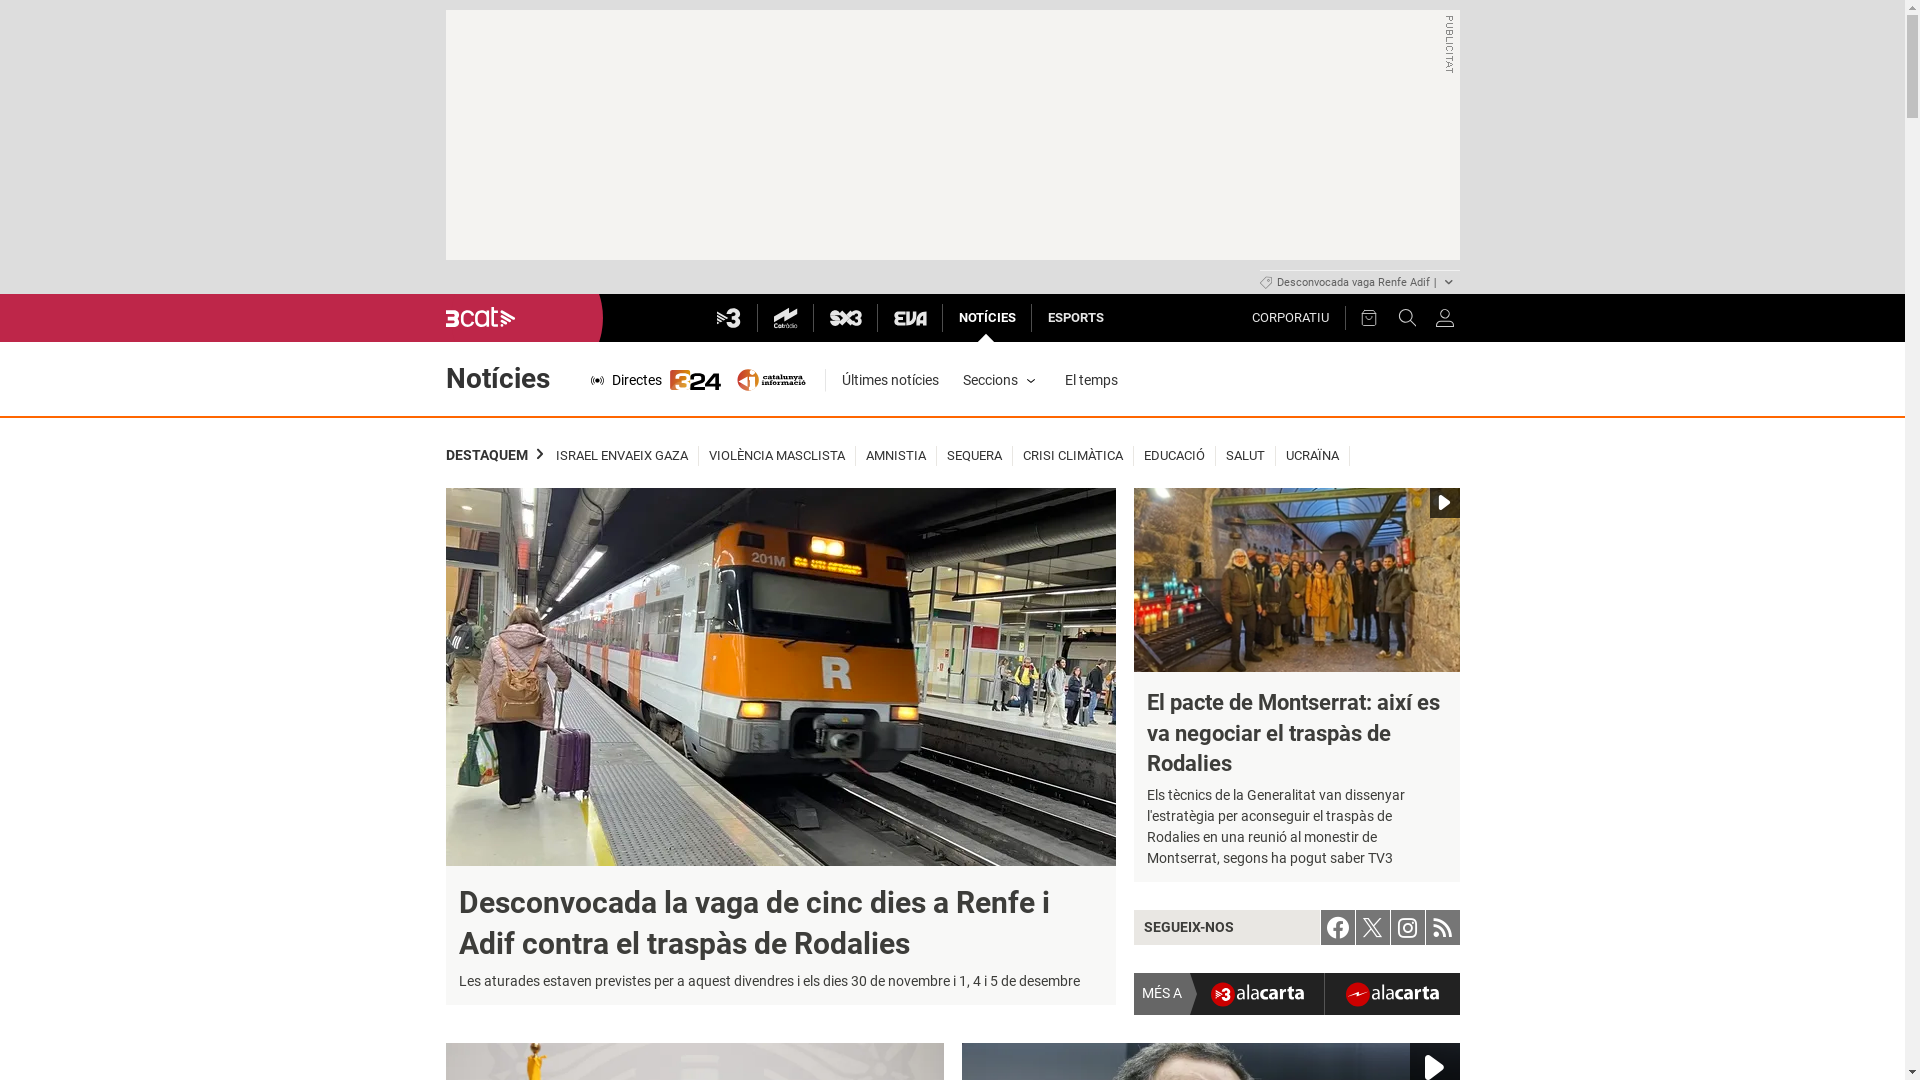 PUBLICITAT
Desconvocada vaga Renfe Adif |
3cat
3
Catràdio
SX3
EVA
NOTÍCIES
ESPORTS
CORPORATIU
Notícies
Directes
324
catalunya
informació
Últimes notícies
Seccions
El temps
DESTAQUEM
ISRAEL ENVAEIX GAZA
VIOLÈNCIA MASCLISTA
AMNISTIA
SEQUERA
CRISI CLIMÀTICA
EDUCACIÓ
SALUT
UCRAÏNA
201M
R
Desconvocada la vaga de cinc dies a Renfe i
Adif contra el traspàs de Rodalies
Les aturades estaven previstes per a aquest divendres i els dies 30 de novembre i 1, 4 i 5 de desembre
El pacte de Montserrat: així es
va negociar el traspàs de
Rodalies
Els tècnics de la Generalitat van dissenyar
l'estratègia per aconseguir el traspàs de
Rodalies en una reunió al monestir de
Montserrat, segons ha pogut saber TV3
SEGUEIX-NOS
MÉS A
3 alacarta
alacarta